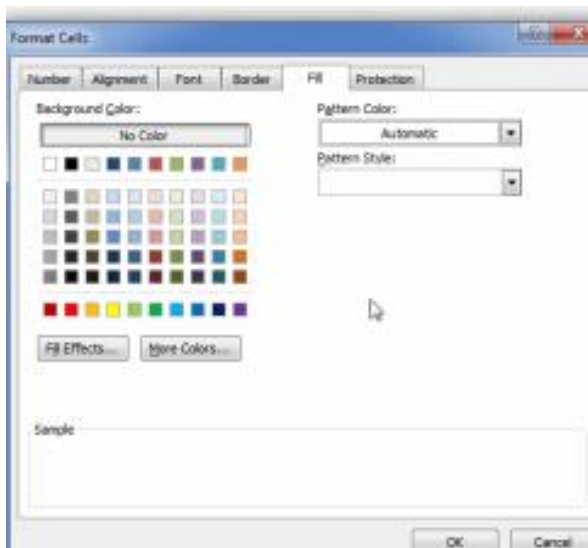 Format Cells
Number Alignment Font Border Fill Protection
Background Color:
No Color
Pattern Color:
Automatic
Pattern Style:
Fill Effects...
More Colors...
Sample
OK Cancel